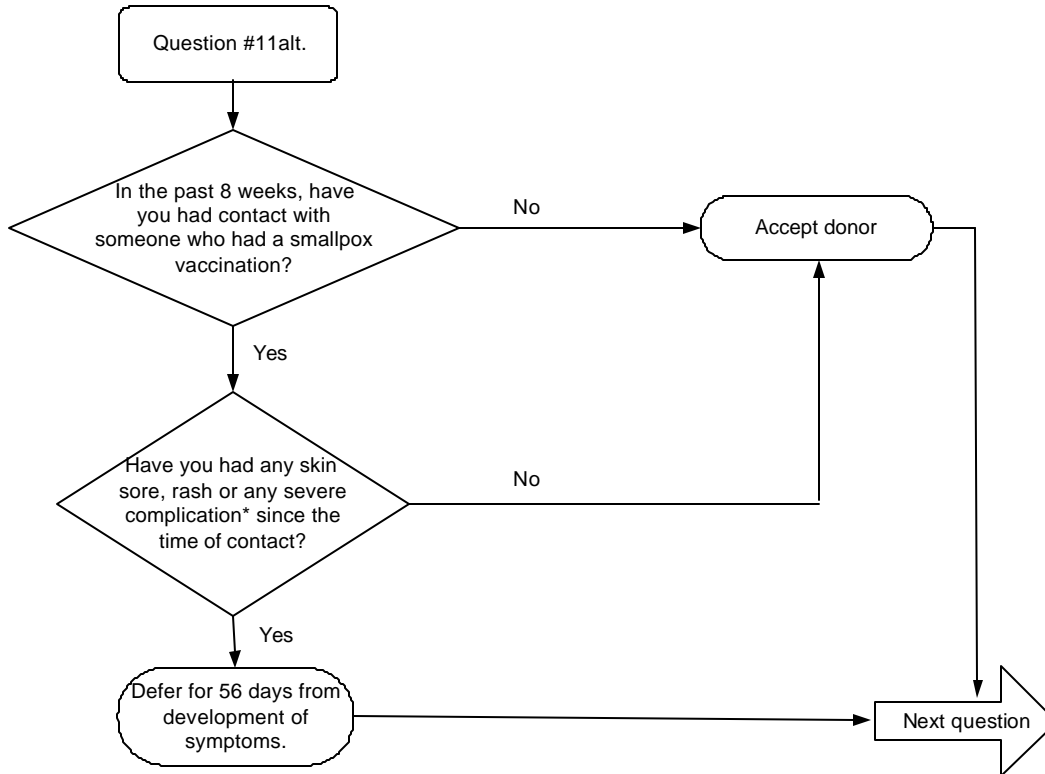 Question #11alt.
In the past 8 weeks, have
you had contact with
someone who had a smallpox
vaccination?
No
Accept donor
Yes
Have you had any skin
sore, rash or any severe
complication* since the
time of contact?
No
Yes
Defer for 56 days from
development of
symptoms.
Next question